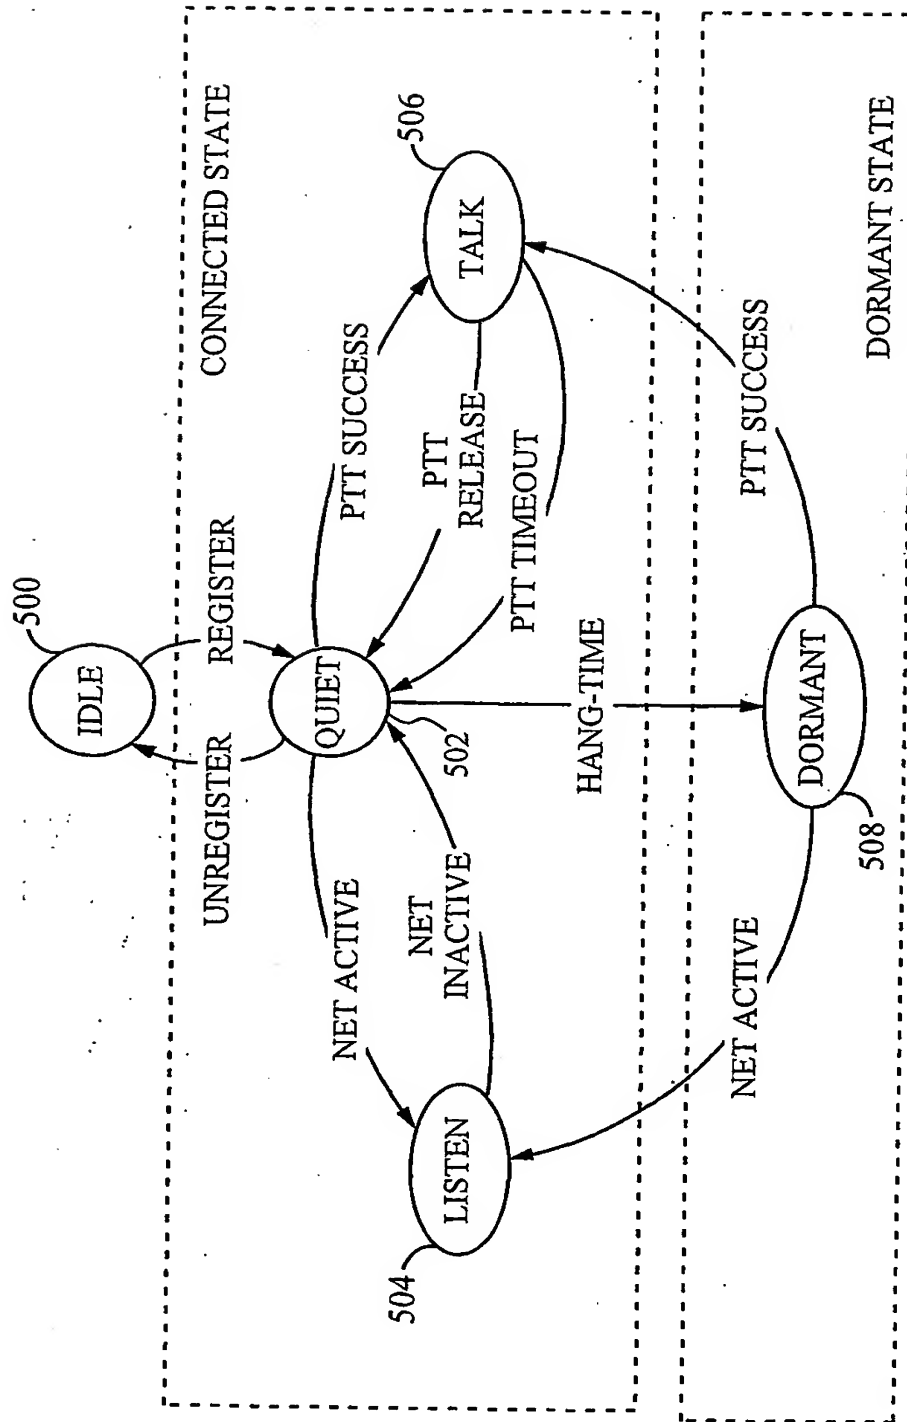 500
IDLE
UNREGISTER
REGISTER
CONNECTED STATE
QUIET
502
NET ACTIVE
PTT SUCCESS
NET
INACTIVE
PTT
RELEASE
PTT TIMEOUT
504
LISTEN
506
TALK
HANG-TIME
NET ACTIVE
PTT SUCCESS
DORMANT
508
DORMANT STATE